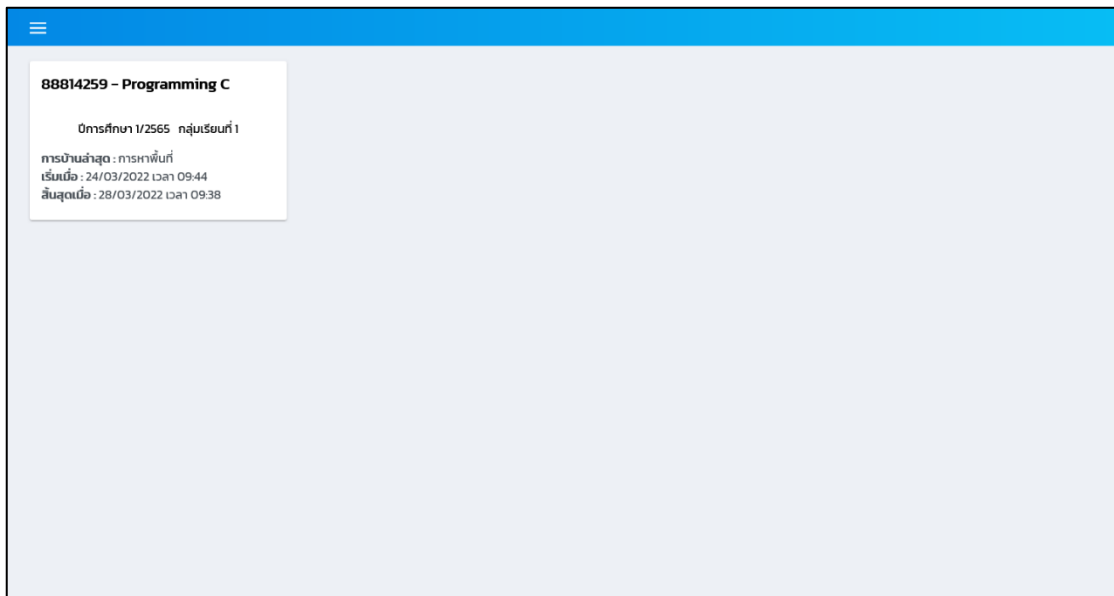 88814259 - Programming C
ปีการศึกษา 1/2565 กลุ่มเรียนที่ 1
การบ้านล่าสุด : การหาพื้นที่
เริ่มเมื่อ : 24/03/2022 เวลา 09:44
สิ้นสุดเมื่อ : 28/03/2022 เวลา 09:38